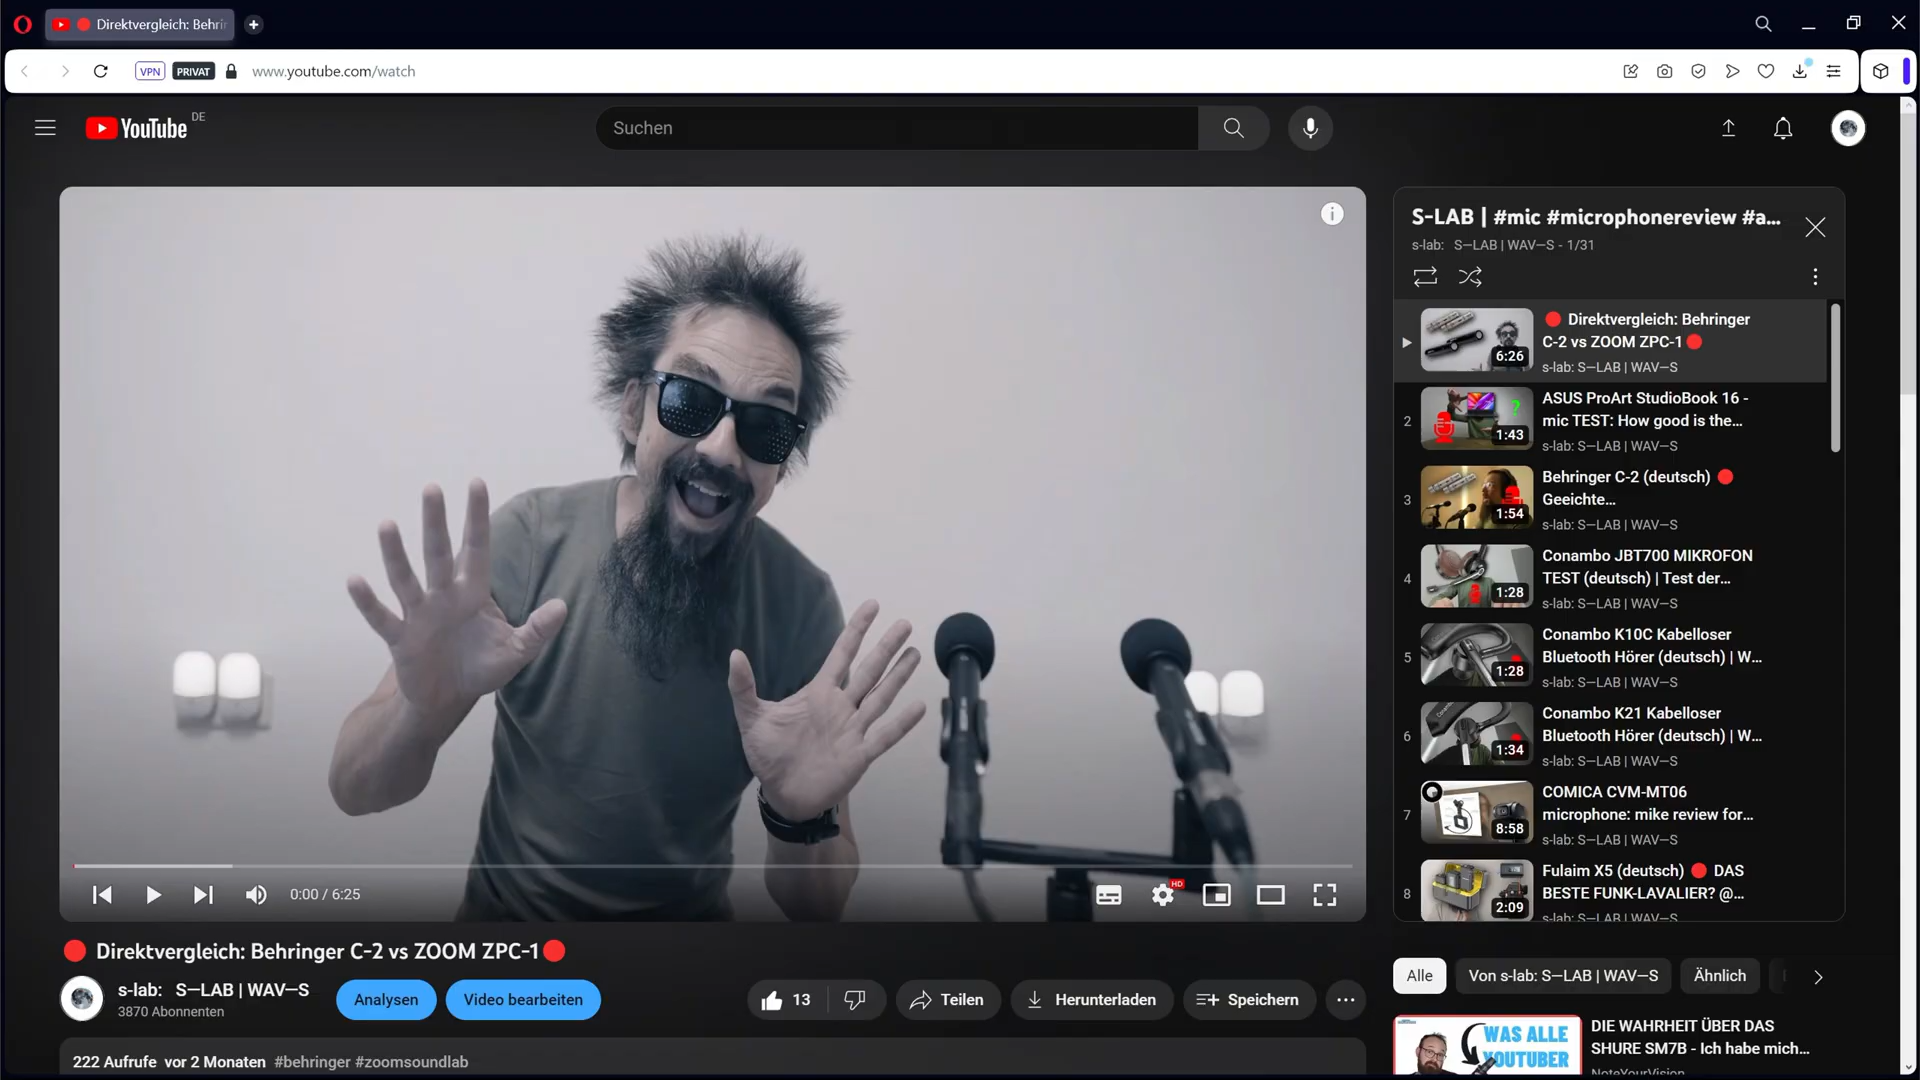 🔴 Direktvergleich: Behri
VPN PRIVAT www.youtube.com/watch
YouTube DE
Suchen
S-LAB | #mic #microphonereview #a...
s-lab: S—LAB | WAV—S - 1/31
🔴 Direktvergleich: Behringer
C-2 vs ZOOM ZPC-1🔴
s-lab: S—LAB | WAV—S
6:26
2
ASUS ProArt StudioBook 16 -
mic TEST: How good is the...
s-lab: S—LAB | WAV—S
1:43
3
Behringer C-2 (deutsch) 🔴
Geeichte...
s-lab: S—LAB | WAV—S
1:54
4
Conambo JBT700 MIKROFON
TEST (deutsch) | Test der...
s-lab: S—LAB | WAV—S
1:28
5
Conambo K10C Kabelloser
Bluetooth Hörer (deutsch) | W...
s-lab: S—LAB | WAV—S
1:28
6
Conambo K21 Kabelloser
Bluetooth Hörer (deutsch) | W...
s-lab: S—LAB | WAV—S
1:34
7
COMICA CVM-MT06
microphone: mike review for...
s-lab: S—LAB | WAV—S
8:58
8
Fulaim X5 (deutsch) 🔴 DAS
BESTE FUNK-LAVALIER? @...
s-lab: S—LAB | WAV—S
2:09
0:00 / 6:25
HD
🔴 Direktvergleich: Behringer C-2 vs ZOOM ZPC-1🔴
s-lab: S—LAB | WAV—S
3870 Abonnenten
Analysen
Video bearbeiten
13
Teilen
Herunterladen
Speichern
222 Aufrufe vor 2 Monaten #behringer #zoomsoundlab
Alle
Von s-lab: S—LAB | WAV—S
Ähnlich
WAS ALLE
YOUTUBER
DIE WAHRHEIT ÜBER DAS
SHURE SM7B - Ich habe mich...
NoteYourVision